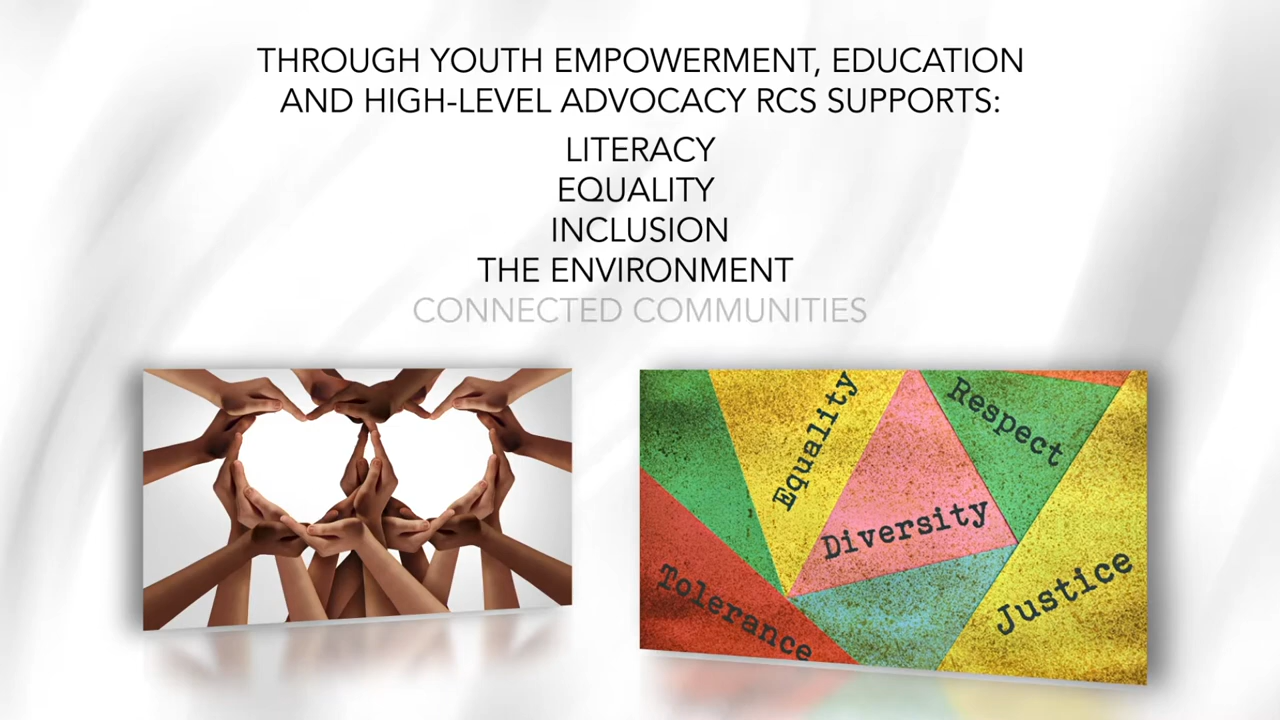 THROUGH YOUTH EMPOWERMENT, EDUCATION
AND HIGH-LEVEL ADVOCACY RCS SUPPORTS:
LITERACY
EQUALITY
INCLUSION
THE ENVIRONMENT
CONNECTED COMMUNITIES
Equality
Respect
Diversity
Tolerance
Justice